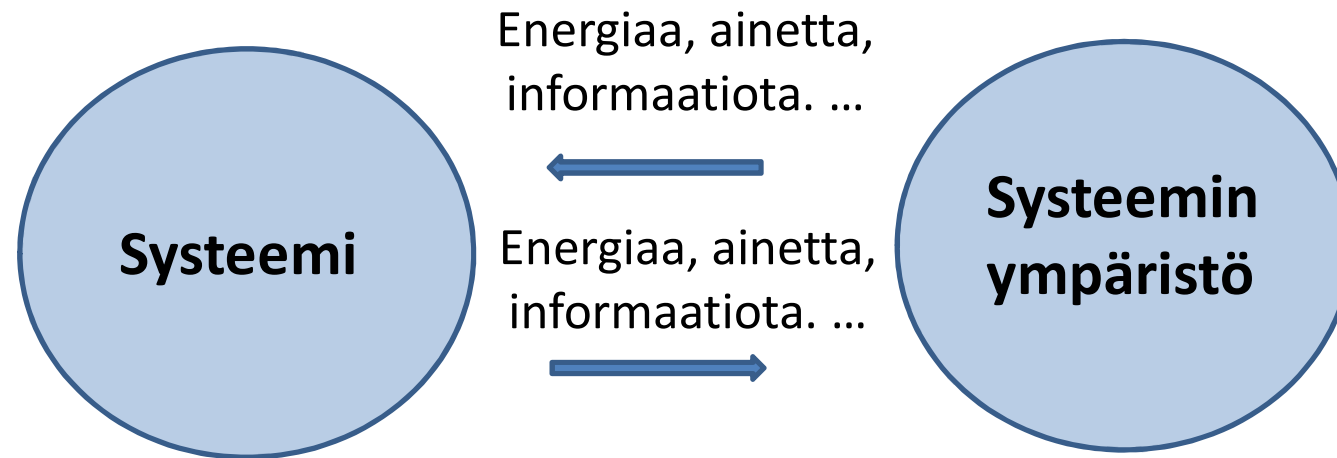 Energiaa, ainetta,
informaatiota. ...
Systeemi
Energiaa, ainetta,
informaatiota. ...
Systeemin
ympäristö